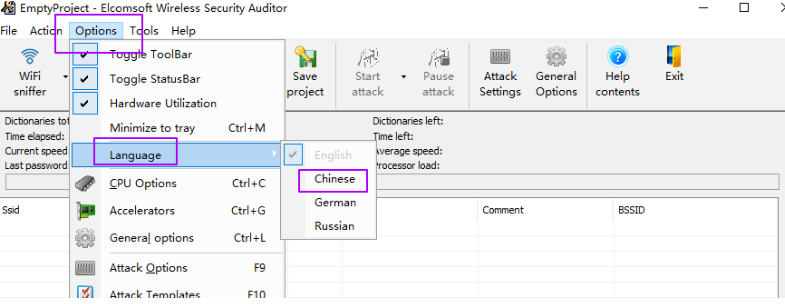 EmptyProject - Elcomsoft Wireless Security Auditor
File Action Options Tools Help
WiFi sniffer
Save project
Start attack
Pause attack
Attack Settings
General Options
Help contents
Exit
Toggle ToolBar
Toggle StatusBar
Hardware Utilization
Minimize to tray Ctrl+M
Language
CPU Options Ctrl+C
Accelerators Ctrl+G
General options Ctrl+L
Attack Options F9
Attack Templates F10
English
Chinese
German
Russian
Dictionaries tot
Time elapsed:
Current speed
Last password
Dictionaries left:
Time left:
Average speed:
Processor load:
Ssid
Comment
BSSID